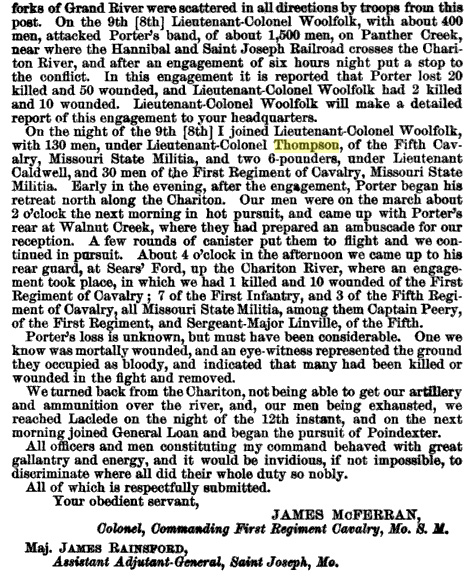 forks of Grand River were scattered in all directions by troops from this
post. On the 9th [8th] Lieutenant-Colonel Woolfolk, with about 400
men, attacked Porter's band, of about 1,500 men, on Panther Creek,
near where the Hannibal and Saint Joseph Railroad crosses the Chari-
ton River, and after an engagement of six hours night put a stop to
the conflict. In this engagement it is reported that Porter lost 20
killed and 50 wounded, and Lieutenant-Colonel Woolfolk had 2 killed
and 10 wounded. Lieutenant-Colonel Woolfolk will make a detailed
report of this engagement to your headquarters.
On the night of the 9th [8th] I joined Lieutenant-Colonel Woolfolk,
with 130 men, under Lieutenant-Colonel Thompson, of the Fifth Cav-
alry, Missouri State Militia, and two 6-pounders, under Lieutenant
Caldwell, and 30 men of the First Regiment of Cavalry, Missouri State
Militia. Early in the evening, after the engagement, Porter began his
retreat north along the Chariton. Our men were on the march about
2 o'clock the next morning in hot pursuit, and came up with Porter's
rear at Walnut Creek, where they had prepared an ambuscade for our
reception. A few rounds of canister put them to flight and we con-
tinued in pursuit. About 4 o'clock in the afternoon we came up to his
rear guard, at Sears' Ford, up the Chariton River, where an engage-
ment took place, in which we had 1 killed and 10 wounded of the First
Regiment of Cavalry; 7 of the First Infantry, and 3 of the Fifth Regi-
ment of Cavalry, all Missouri State Militia, among them Captain Peery,
of the First Regiment, and Sergeant-Major Linville, of the Fifth.
Porter's loss is unknown, but must have been considerable. One we
know was mortally wounded, and an eye-witness represented the ground
they occupied as bloody, and indicated that many had been killed or
wounded in the fight and removed.
We turned back from the Chariton, not being able to get our artillery
and ammunition over the river, and, our men being exhausted, we
reached Laclede on the night of the 12th instant, and on the next
morning joined General Loan and began the pursuit of Poindexter.
All officers and men constituting my command behaved with great
gallantry and energy, and it would be invidious, if not impossible, to
discriminate where all did their whole duty so nobly.
All of which is respectfully submitted.
Your obedient servant,
JAMES McFERRAN,
Colonel, Commanding First Regiment Cavalry, Mo. S. M.
Maj. JAMES RAINSFORD,
Assistant Adjutant-General, Saint Joseph, Mo.